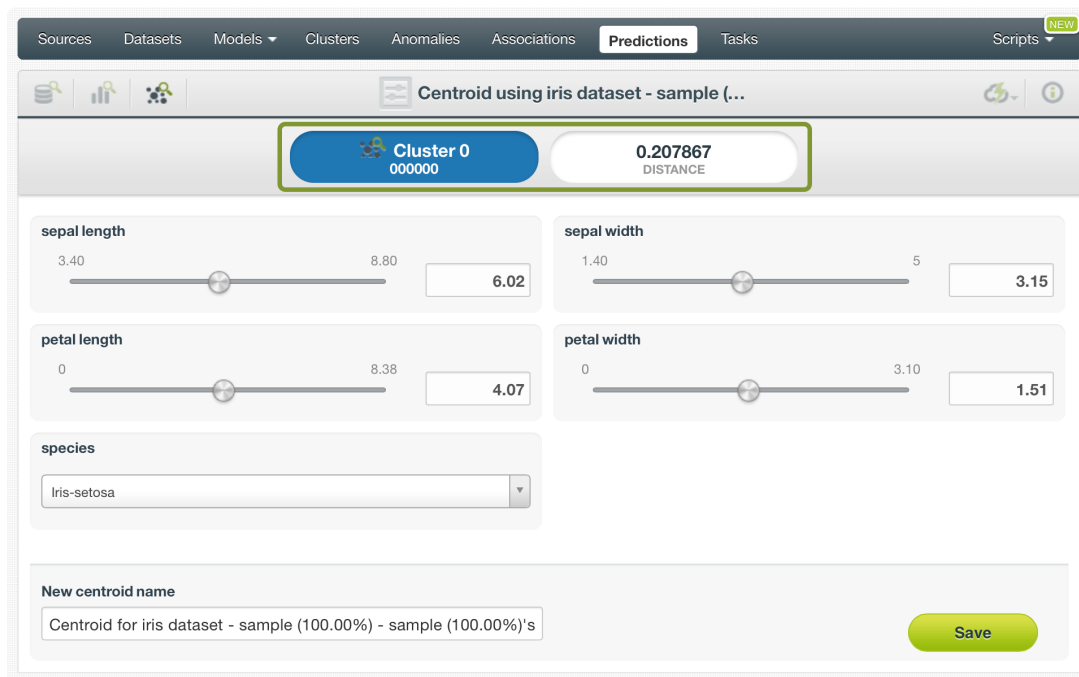 Sources Datasets Models Clusters Anomalies Associations Predictions Tasks Scripts NEW
Centroid using iris dataset - sample (...
Cluster 0
000000
0.207867
DISTANCE
sepal length
3.40 8.80
6.02
sepal width
1.40 5
3.15
petal length
0 8.38
4.07
petal width
0 3.10
1.51
species
Iris-setosa
New centroid name
Centroid for iris dataset - sample (100.00%) - sample (100.00%)'s
Save